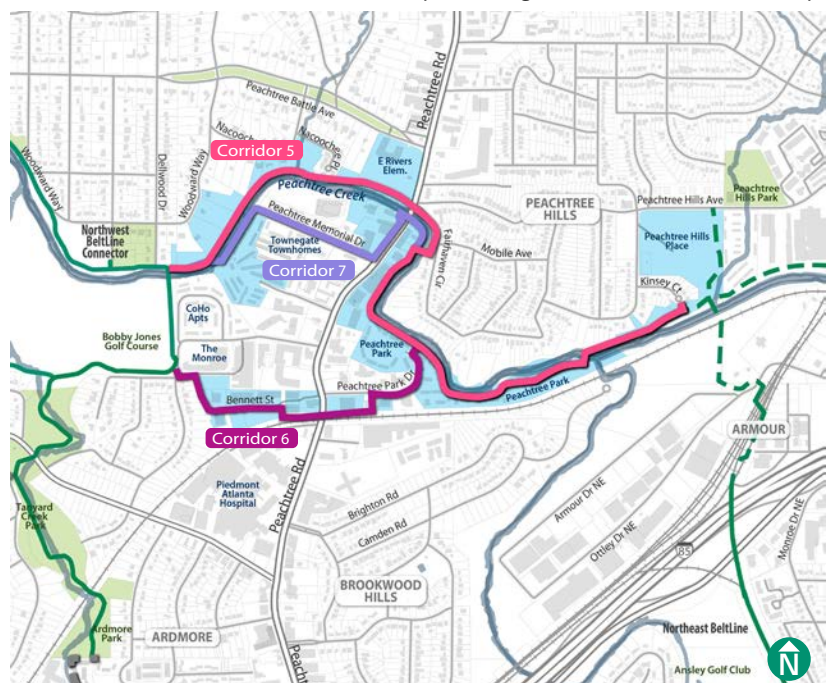 Peachtree Battle Ave
Peachtree Rd
Woodward Way
Dellwood Dr
Woodward Way
Nacoochee
Nacoochee Pl
Corridor 5
E Rivers
Elem.
Peachtree Creek
Peachtree
Hills Park
Peachtree Hills Ave
PEACHTREE
HILLS
Peachtree Hills
Place
Northwest
BeltLine
Connector
Peachtree Memorial Dr
Townegate
Townhomes
Corridor 7
Fairhaven Cir
Mobile Ave
Kinsey Ct
CoHo
Apts
Bobby Jones
Golf Course
The
Monroe
Peachtree
Park
Peachtree Park Dr
Peachtree Park
Bennett St
Corridor 6
ARMOUR
Piedmont
Atlanta
Hospital
Peachtree Rd
Brighton Rd
Camden Rd
Armour Dr NE
Ottley Dr NE
Monroe Dr NE
85
Tanyard
Creek
Park
BROOKWOOD
HILLS
Ardmore
Park
ARDMORE
Northeast BeltLine
Ansley Golf Club
N